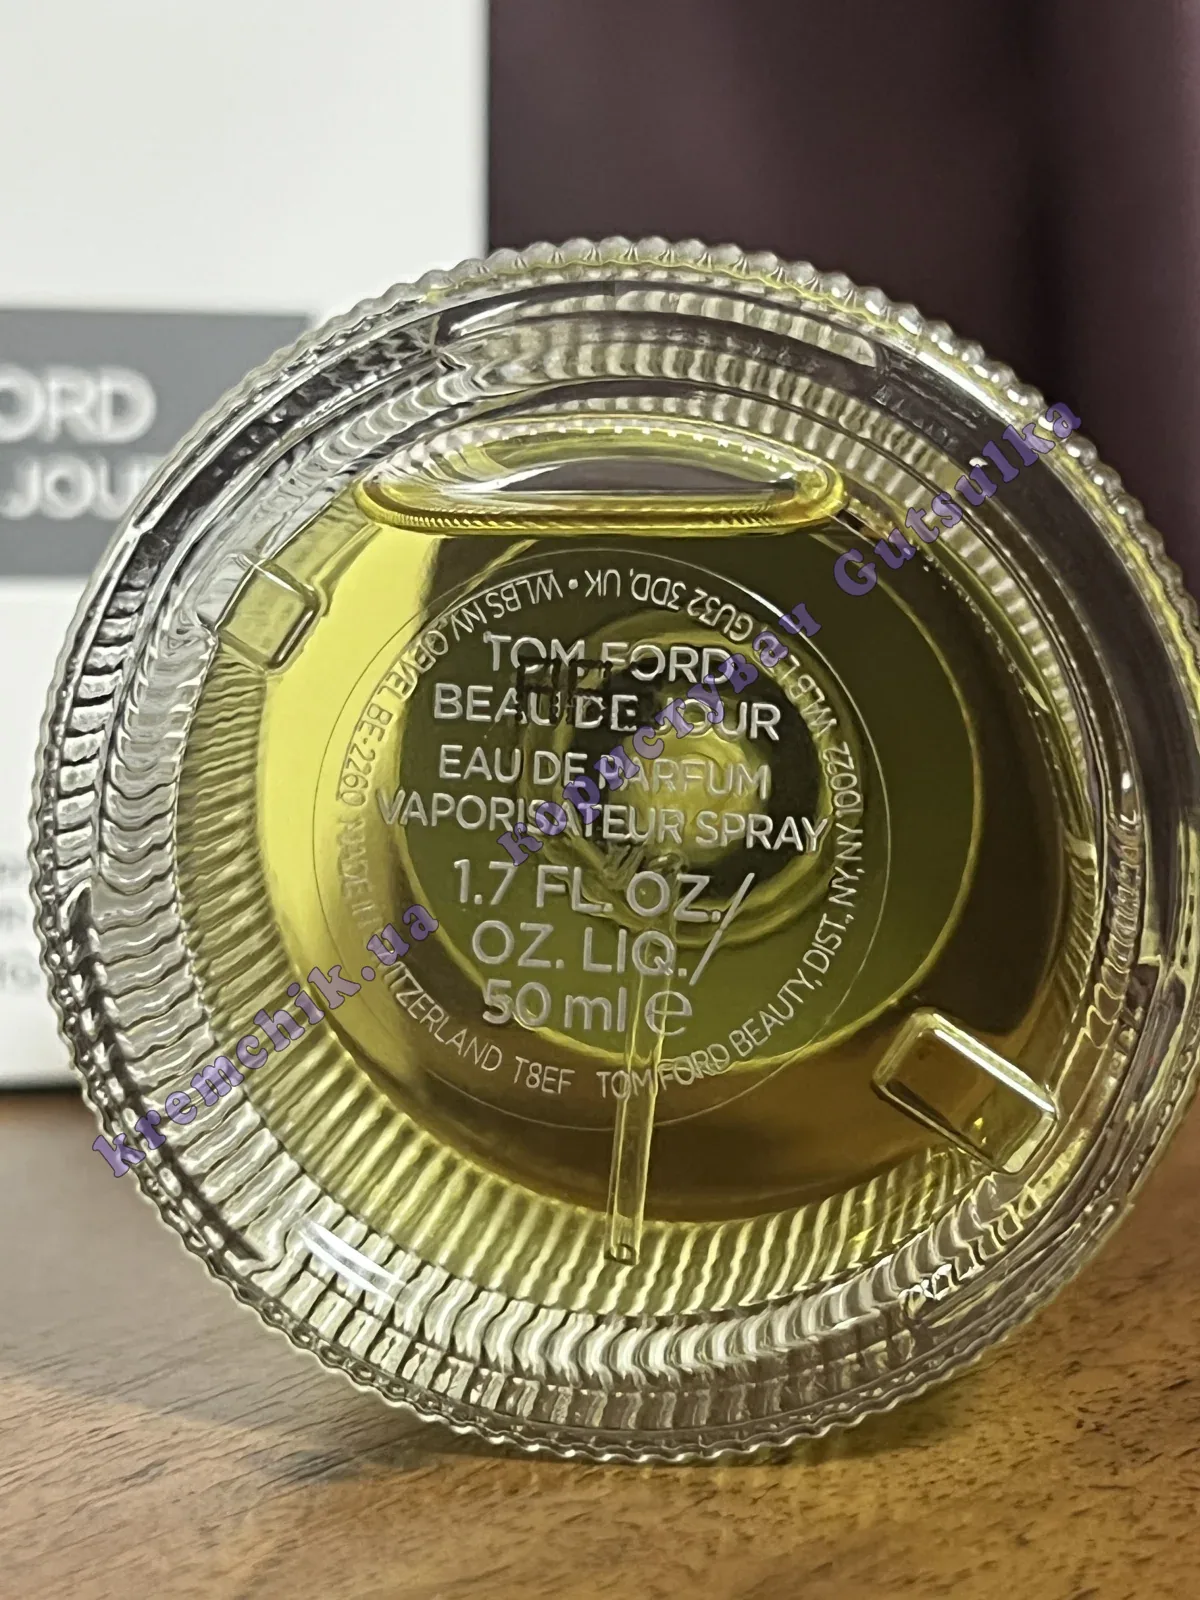 ORD
JOU
TOM FORD
BEAU DE JOUR
EAU DE PARFUM
VAPORISATEUR SPRAY
1.7 FL. OZ./
OZ. LIQ./
50 ml e
TOM FORD BEAUTY, DIST., NY, NY 10022 WLB LTD GU32 3DD, UK • WLBS NV, OEVEL BE-2260 T8EF
kremchik.ua користувач Gutsulka